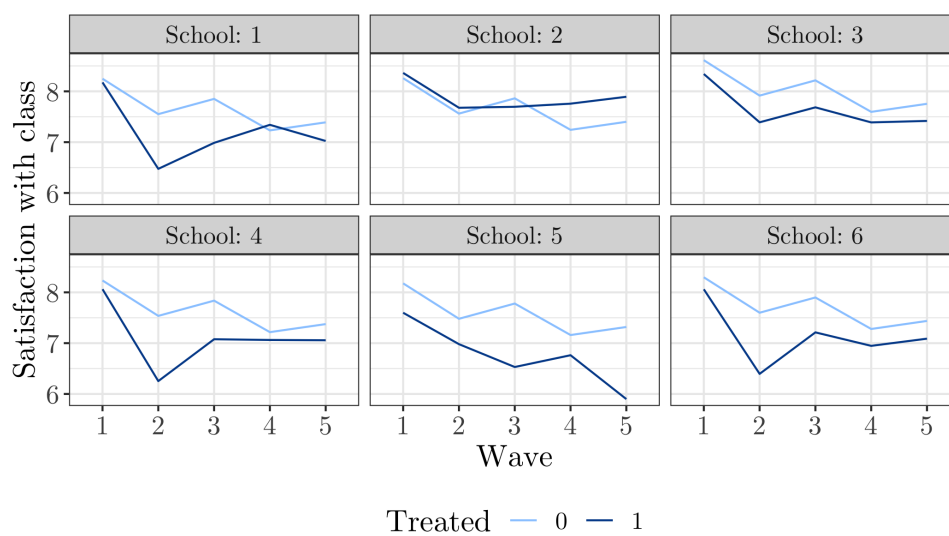 School: 1 School: 2 School: 3
8
7
6
School: 4 School: 5 School: 6
8
7
6
1 2 3 4 5 1 2 3 4 5 1 2 3 4 5
Satisfaction with class
Wave
Treated 0 1